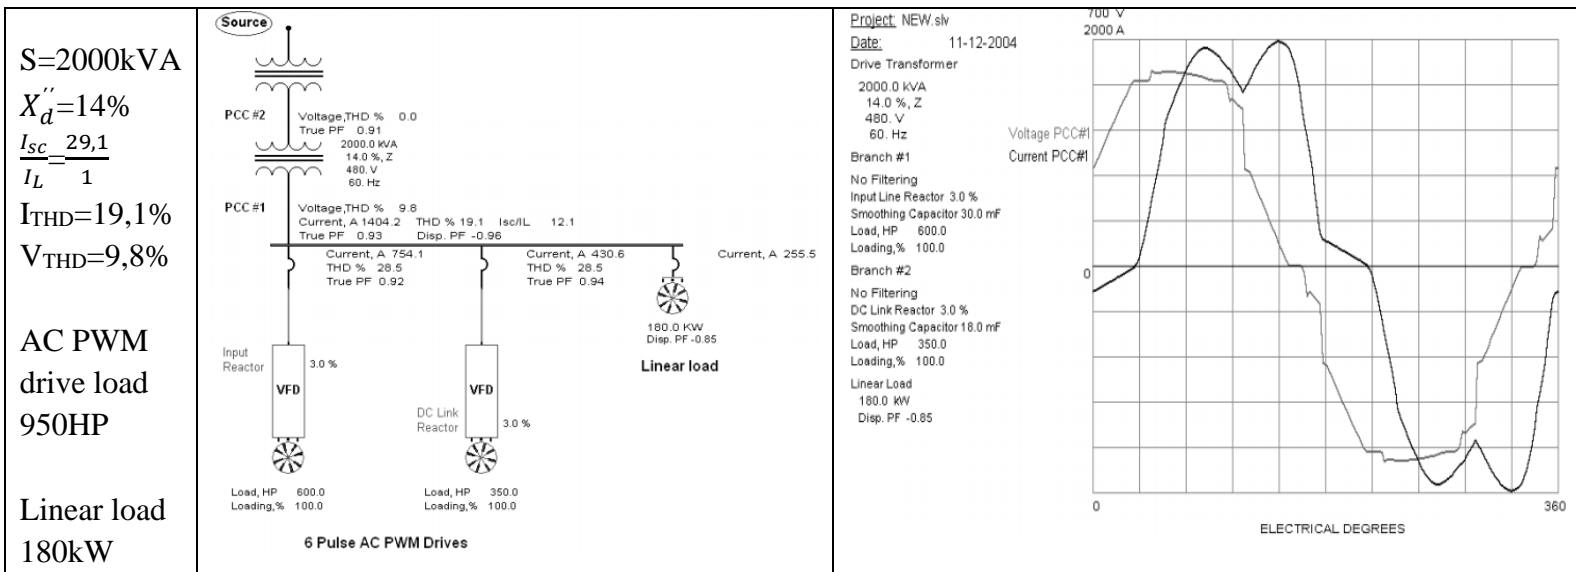 S=2000kVA
X''d=14%
Isc/IL=29,1/1
ITHD=19,1%
VTHD=9,8%
AC PWM
drive load
950HP
Linear load
180kW
Source
PCC #2
Voltage,THD % 0.0
True PF 0.91
2000.0 kVA
14.0 %, Z
480. V
60. Hz
PCC #1
Voltage,THD % 9.8
Current, A 1404.2 THD % 19.1 Isc/IL 12.1
True PF 0.93 Disp. PF -0.96
Current, A 754.1
THD % 28.5
True PF 0.92
Current, A 430.6
THD % 28.5
True PF 0.94
Current, A 255.5
180.0 KW
Disp. PF -0.85
Linear load
Input
Reactor
3.0 %
VFD
DC Link
Reactor
3.0 %
VFD
Load, HP 600.0
Loading,% 100.0
Load, HP 350.0
Loading,% 100.0
6 Pulse AC PWM Drives
Project: NEW.slv
Date: 11-12-2004
Drive Transformer
2000.0 kVA
14.0 %, Z
480. V
60. Hz
Branch #1
No Filtering
Input Line Reactor 3.0 %
Smoothing Capacitor 30.0 mF
Load, HP 600.0
Loading,% 100.0
Branch #2
No Filtering
DC Link Reactor 3.0 %
Smoothing Capacitor 18.0 mF
Load, HP 350.0
Loading,% 100.0
Linear Load
180.0 kW
Disp. PF -0.85
700 V
2000 A
Voltage PCC#1
Current PCC#1
0
0
360
ELECTRICAL DEGREES